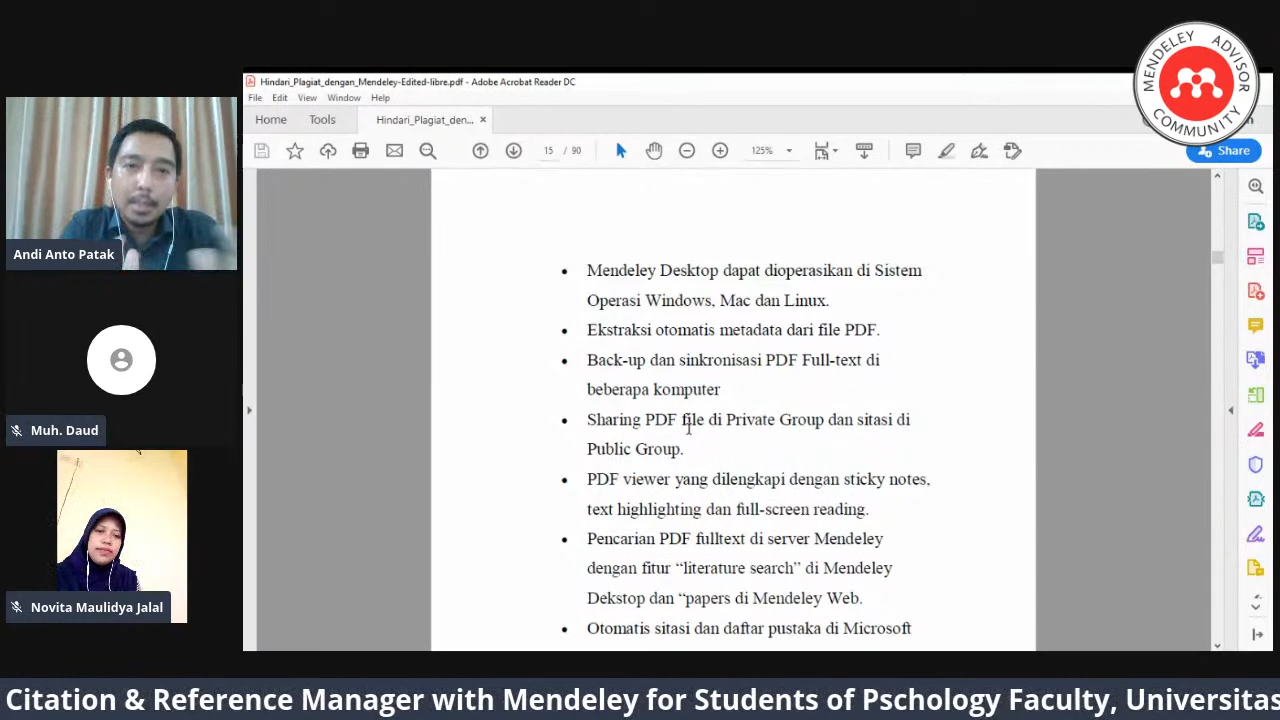 MENDELEY ADVISOR COMMUNITY
Hindari_Plagiat_dengan_Mendeley-Edited-libre.pdf - Adobe Acrobat Reader DC
File Edit View Window Help
Home Tools Hindari_Plagiat_den... ×
15 / 90 125% Share
Andi Anto Patak
Muh. Daud
Novita Maulidya Jalal
• Mendeley Desktop dapat dioperasikan di Sistem
Operasi Windows, Mac dan Linux.
• Ekstraksi otomatis metadata dari file PDF.
• Back-up dan sinkronisasi PDF Full-text di
beberapa komputer
• Sharing PDF file di Private Group dan sitasi di
Public Group.
• PDF viewer yang dilengkapi dengan sticky notes,
text highlighting dan full-screen reading.
• Pencarian PDF fulltext di server Mendeley
dengan fitur “literature search” di Mendeley
Dekstop dan “papers di Mendeley Web.
• Otomatis sitasi dan daftar pustaka di Microsoft
Citation & Reference Manager with Mendeley for Students of Pschology Faculty, Universitas